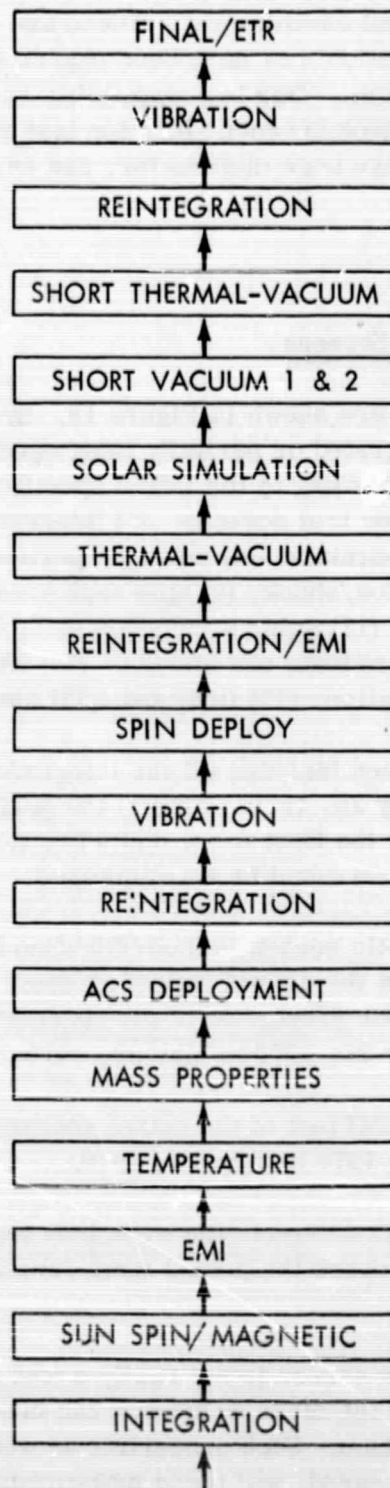 FINAL/ETR
VIBRATION
REINTEGRATION
SHORT THERMAL-VACUUM
SHORT VACUUM 1 & 2
SOLAR SIMULATION
THERMAL-VACUUM
REINTEGRATION/EMI
SPIN DEPLOY
VIBRATION
REINTEGRATION
ACS DEPLOYMENT
MASS PROPERTIES
TEMPERATURE
EMI
SUN SPIN/MAGNETIC
INTEGRATION